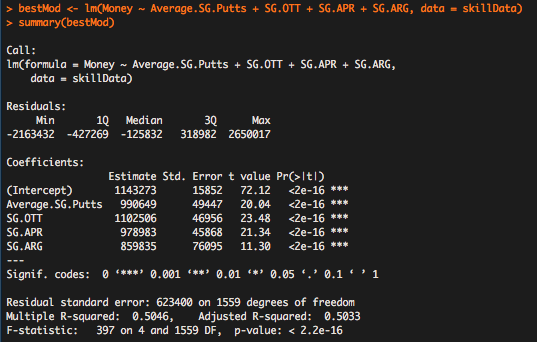 > bestMod <- lm(Money ~ Average.SG.Putts + SG.OTT + SG.APR + SG.ARG, data = skillData)
> summary(bestMod)
Call:
lm(formula = Money ~ Average.SG.Putts + SG.OTT + SG.APR + SG.ARG,
    data = skillData)
Residuals:
     Min       1Q   Median       3Q      Max
-2163432  -427269  -125832   318982  2650017
Coefficients:
                 Estimate Std. Error t value Pr(>|t|)
(Intercept)       1143273      15852   72.12   <2e-16 ***
Average.SG.Putts   990649      49447   20.04   <2e-16 ***
SG.OTT            1102506      46956   23.48   <2e-16 ***
SG.APR             978983      45868   21.34   <2e-16 ***
SG.ARG             859835      76095   11.30   <2e-16 ***
---
Signif. codes:  0 ‘***’ 0.001 ‘**’ 0.01 ‘*’ 0.05 ‘.’ 0.1 ‘ ’ 1
Residual standard error: 623400 on 1559 degrees of freedom
Multiple R-squared:  0.5046,    Adjusted R-squared:  0.5033
F-statistic:   397 on 4 and 1559 DF,  p-value: < 2.2e-16